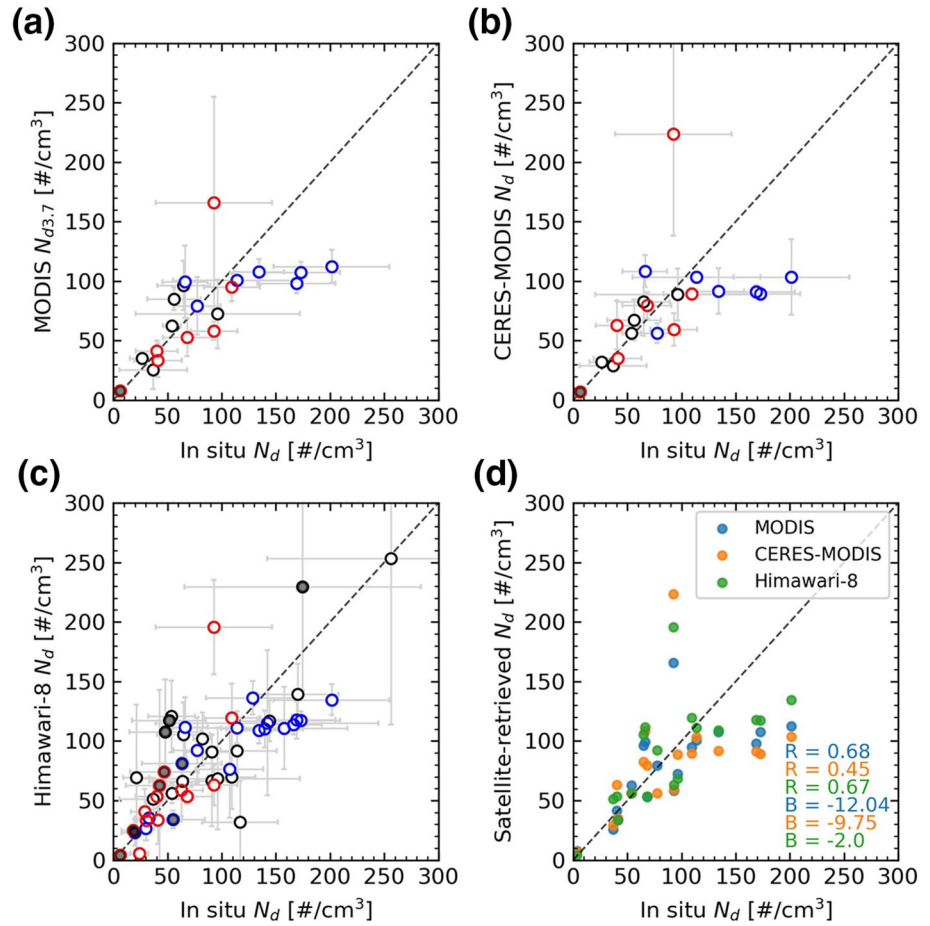 (a)
300
250
200
150
100
50
0
MODIS N_{d3.7} [#/cm³]
0 50 100 150 200 250 300
In situ N_d [#/cm³]
(b)
300
250
200
150
100
50
0
CERES-MODIS N_d [#/cm³]
0 50 100 150 200 250 300
In situ N_d [#/cm³]
(c)
300
250
200
150
100
50
0
Himawari-8 N_d [#/cm³]
0 50 100 150 200 250 300
In situ N_d [#/cm³]
(d)
300
250
200
150
100
50
0
Satellite-retrieved N_d [#/cm³]
MODIS
CERES-MODIS
Himawari-8
R = 0.68
R = 0.45
R = 0.67
B = -12.04
B = -9.75
B = -2.0
0 50 100 150 200 250 300
In situ N_d [#/cm³]